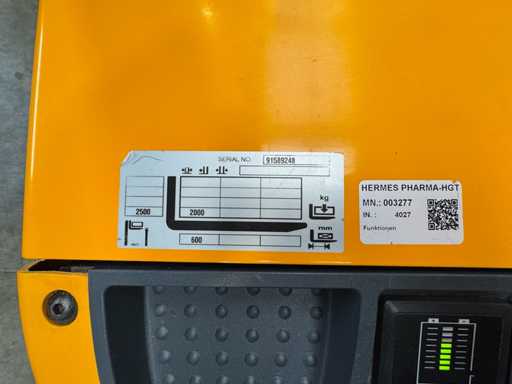 SERIAL NO. 91589248
kg
2500 2000
mm
600
HERMES PHARMA-HGT
MN.: 003277
IN. : 4027
Funktionen